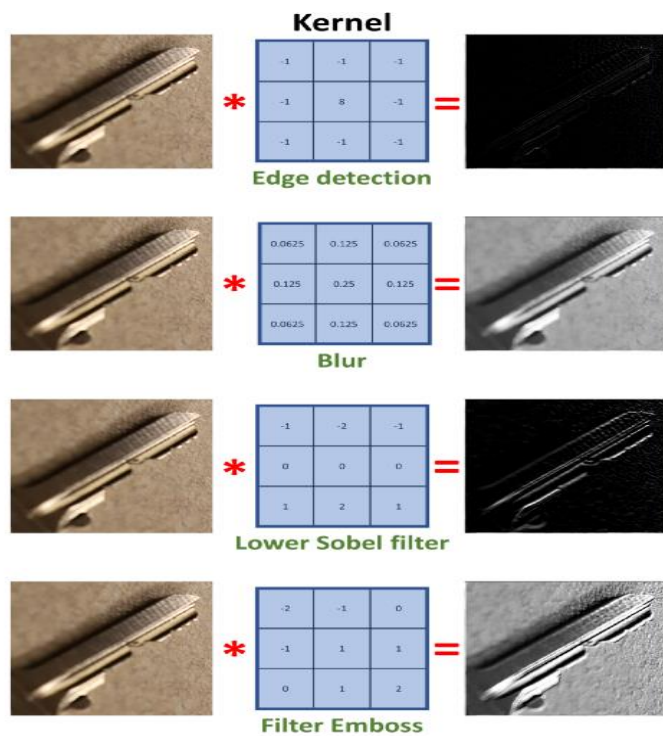 Kernel
-1 -1 -1
* -1 8 -1 =
-1 -1 -1
Edge detection
0.0625 0.125 0.0625
* 0.125 0.25 0.125 =
0.0625 0.125 0.0625
Blur
-1 -2 -1
* 0 0 0 =
1 2 1
Lower Sobel filter
-2 -1 0
* -1 1 1 =
0 1 2
Filter Emboss